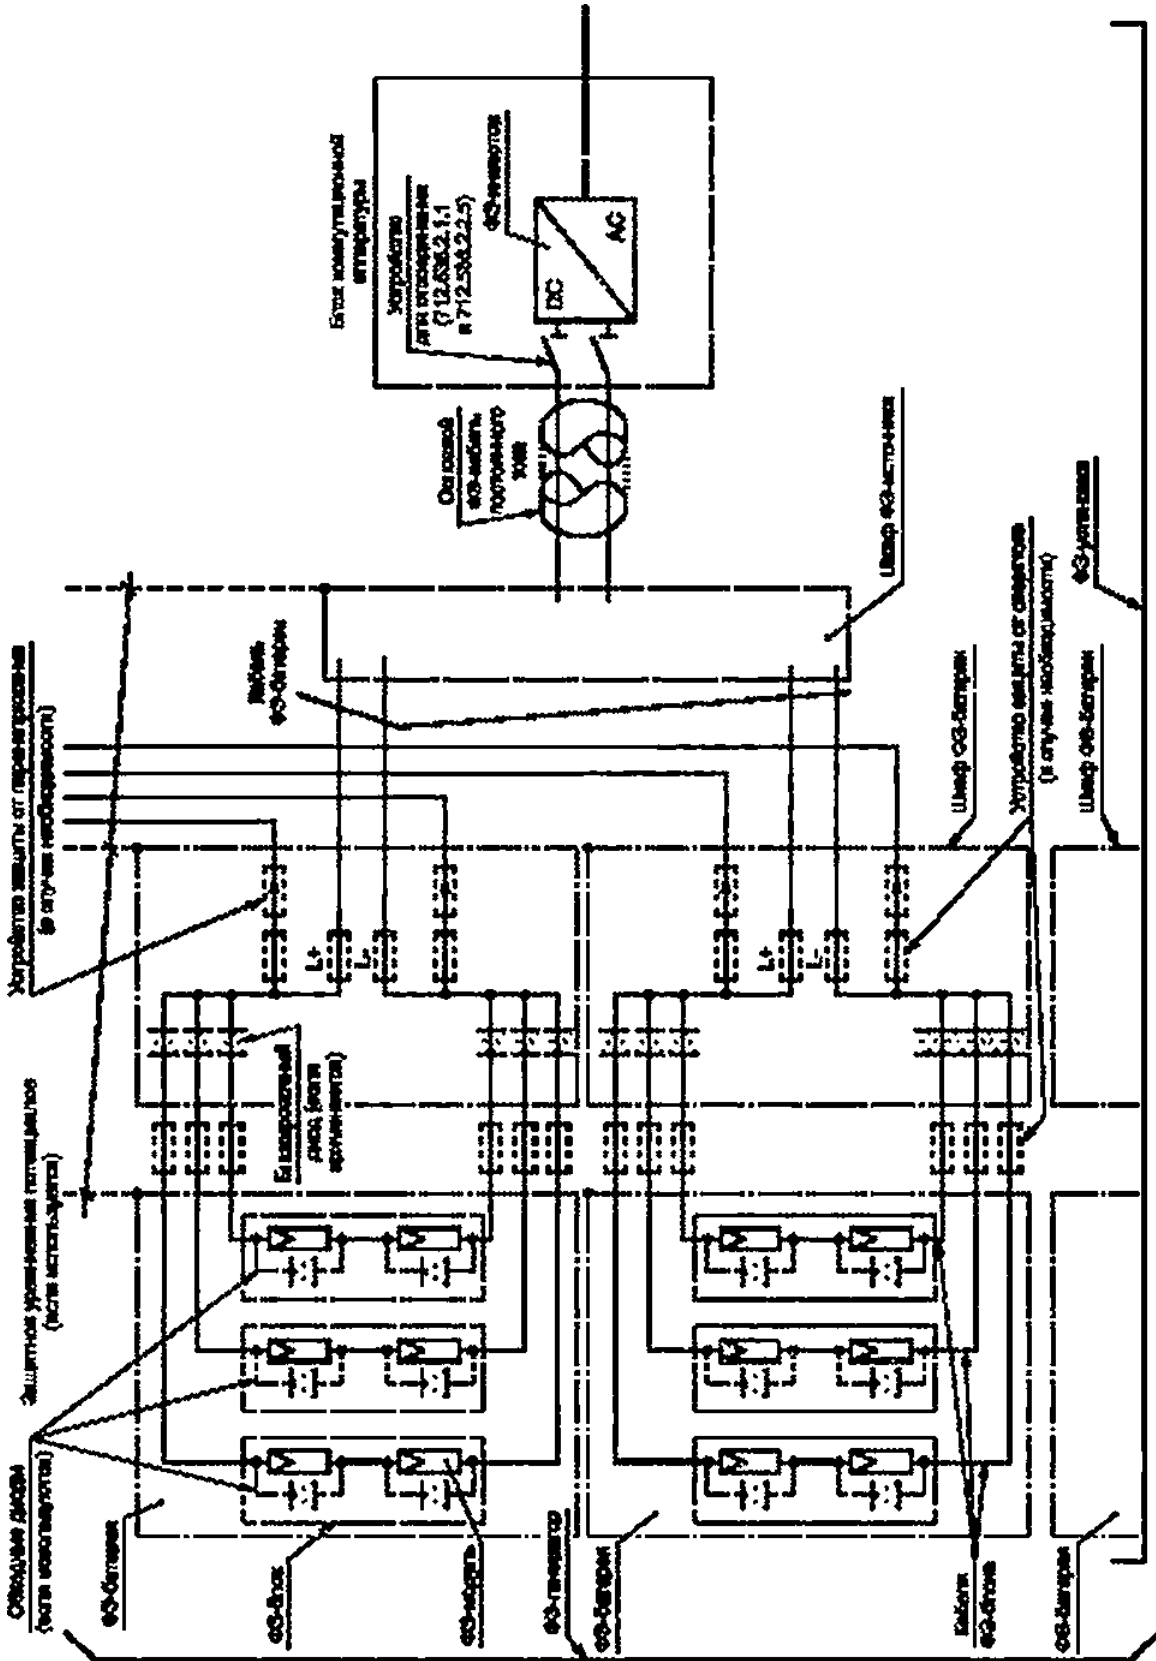 Обходные диоды
(если используются)
Защитное уравнивание потенциалов
(если используется)
Устройство защиты от перенапряжения
(в случае необходимости)
ФЭ-батарея
ФЭ-блок
ФЭ-модуль
ФЭ-генератор
ФЭ-батарея
Кабели
ФЭ-блока
ФЭ-батарея
Блокировочный
диод (если
применяется)
L+
L-
L+
L-
Кабель
ФЭ-батареи
Основной
ФЭ-кабель
постоянного
тока
Блок коммутационной
аппаратуры
Устройство
для отсоединения
(712.536.2.1.1
и 712.536.2.2.5)
ФЭ-инвертор
DC
AC
Шкаф ФЭ-источника
Шкаф ФЭ-батареи
Устройство защиты от сверхтока
(в случае необходимости)
Шкаф ФЭ-батареи
ФЭ-установка